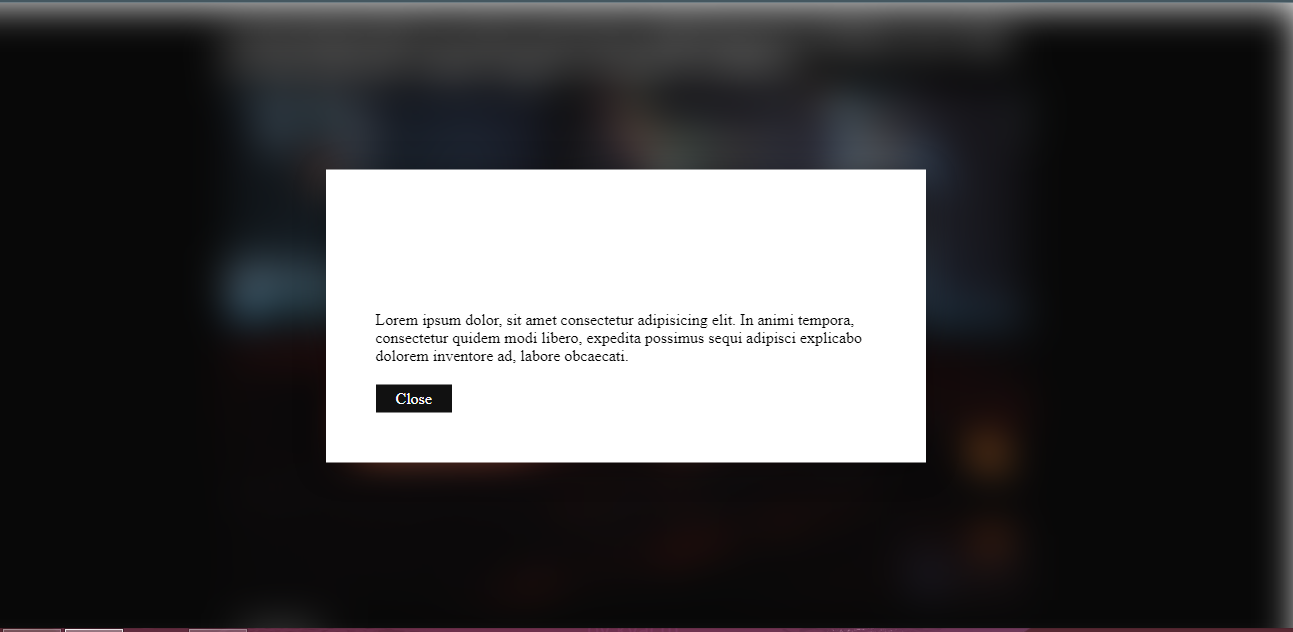 Lorem ipsum dolor, sit amet consectetur adipisicing elit. In animi tempora,
consectetur quidem modi libero, expedita possimus sequi adipisci explicabo
dolorem inventore ad, labore obcaecati.
Close